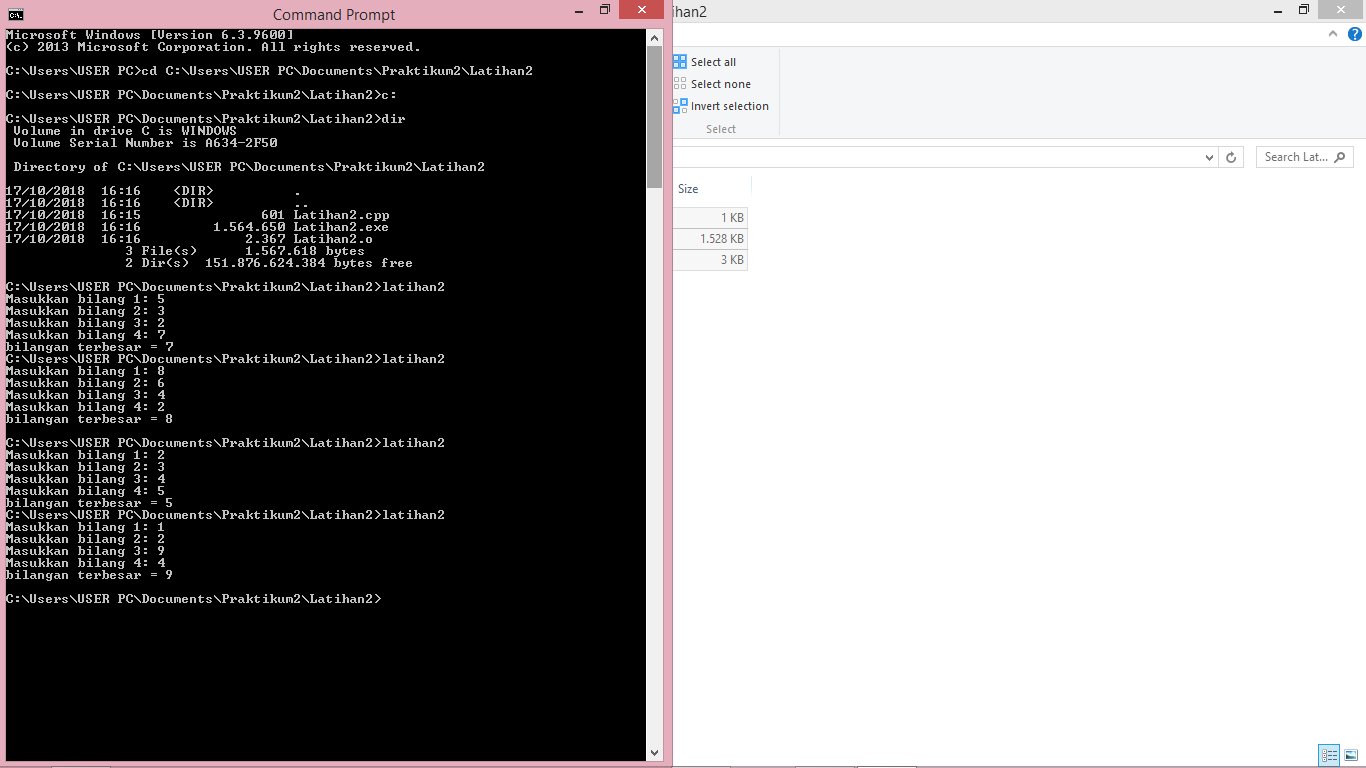 Command Prompt
Microsoft Windows [Version 6.3.9600]
(c) 2013 Microsoft Corporation. All rights reserved.
C:\Users\USER PC>cd C:\Users\USER PC\Documents\Praktikum2\Latihan2
C:\Users\USER PC\Documents\Praktikum2\Latihan2>c:
C:\Users\USER PC\Documents\Praktikum2\Latihan2>dir
Volume in drive C is WINDOWS
Volume Serial Number is A634-2F50
Directory of C:\Users\USER PC\Documents\Praktikum2\Latihan2
17/10/2018  16:16    <DIR>          .
17/10/2018  16:16    <DIR>          ..
17/10/2018  16:15               601 Latihan2.cpp
17/10/2018  16:16         1.564.650 Latihan2.exe
17/10/2018  16:16             2.367 Latihan2.o
3 File(s)      1.567.618 bytes
2 Dir(s)  151.876.624.384 bytes free
C:\Users\USER PC\Documents\Praktikum2\Latihan2>latihan2
Masukkan bilang 1: 5
Masukkan bilang 2: 3
Masukkan bilang 3: 2
Masukkan bilang 4: 7
bilangan terbesar = 7
C:\Users\USER PC\Documents\Praktikum2\Latihan2>latihan2
Masukkan bilang 1: 8
Masukkan bilang 2: 6
Masukkan bilang 3: 4
Masukkan bilang 4: 2
bilangan terbesar = 8
C:\Users\USER PC\Documents\Praktikum2\Latihan2>latihan2
Masukkan bilang 1: 2
Masukkan bilang 2: 3
Masukkan bilang 3: 4
Masukkan bilang 4: 5
bilangan terbesar = 5
C:\Users\USER PC\Documents\Praktikum2\Latihan2>latihan2
Masukkan bilang 1: 1
Masukkan bilang 2: 2
Masukkan bilang 3: 9
Masukkan bilang 4: 4
bilangan terbesar = 9
C:\Users\USER PC\Documents\Praktikum2\Latihan2>
ihan2
Select all
Select none
Invert selection
Select
Search Lat...
Size
1 KB
1.528 KB
3 KB